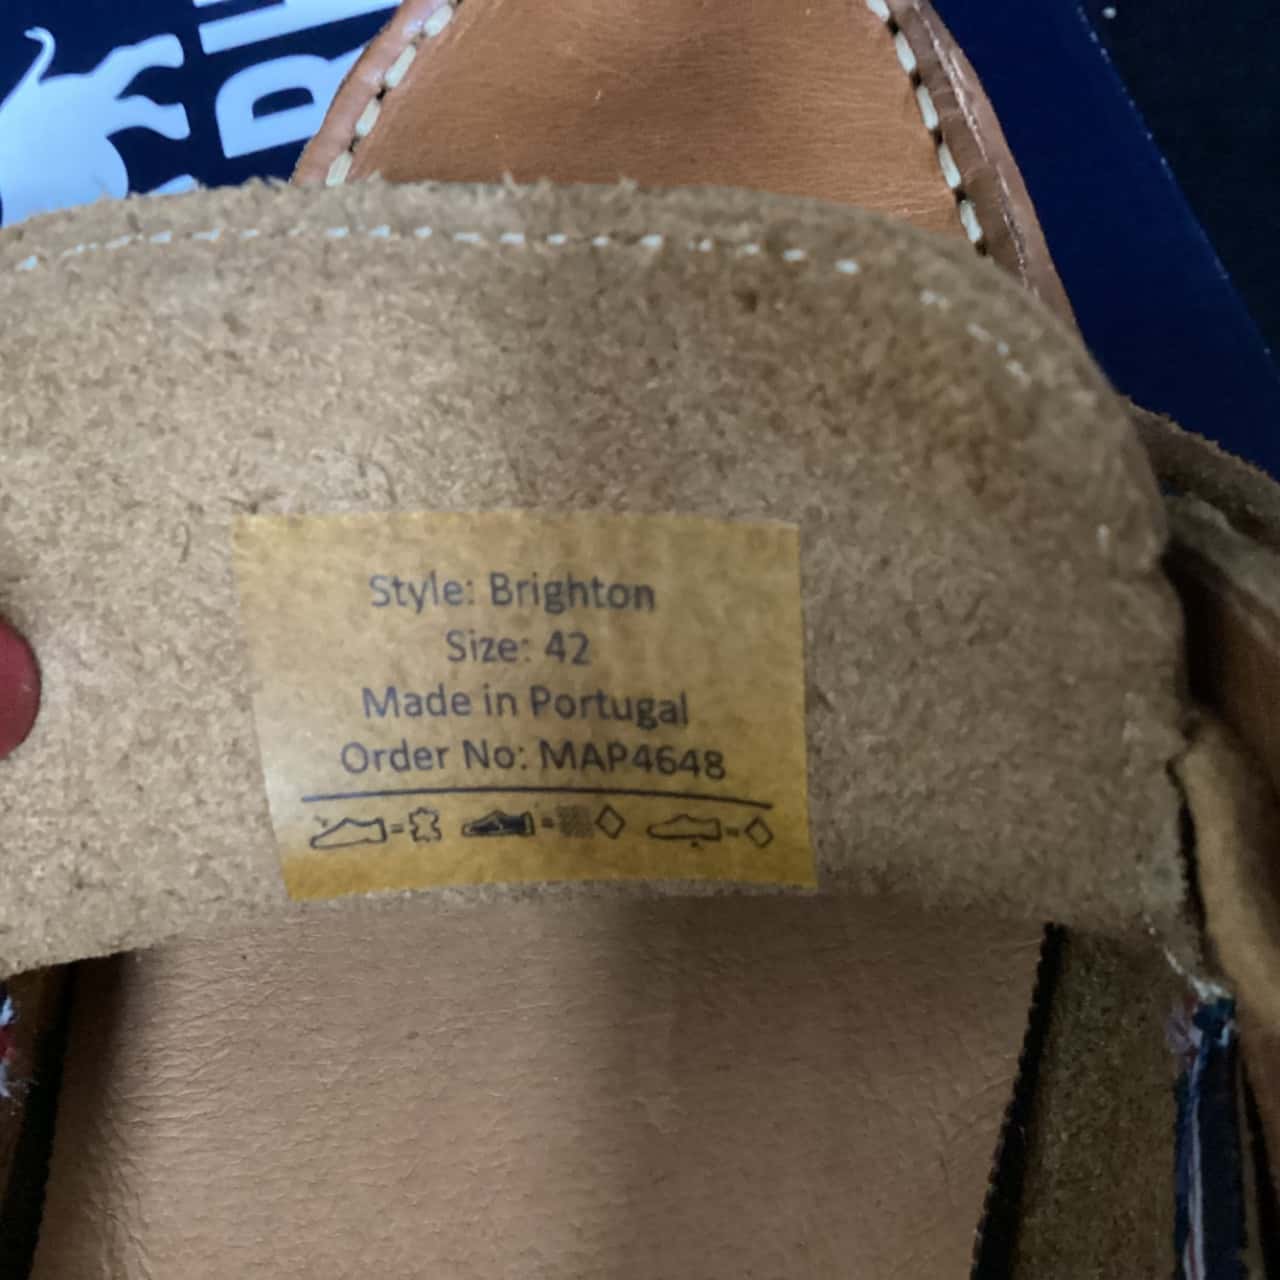 Style: Brighton
Size: 42
Made in Portugal
Order No: MAP4648